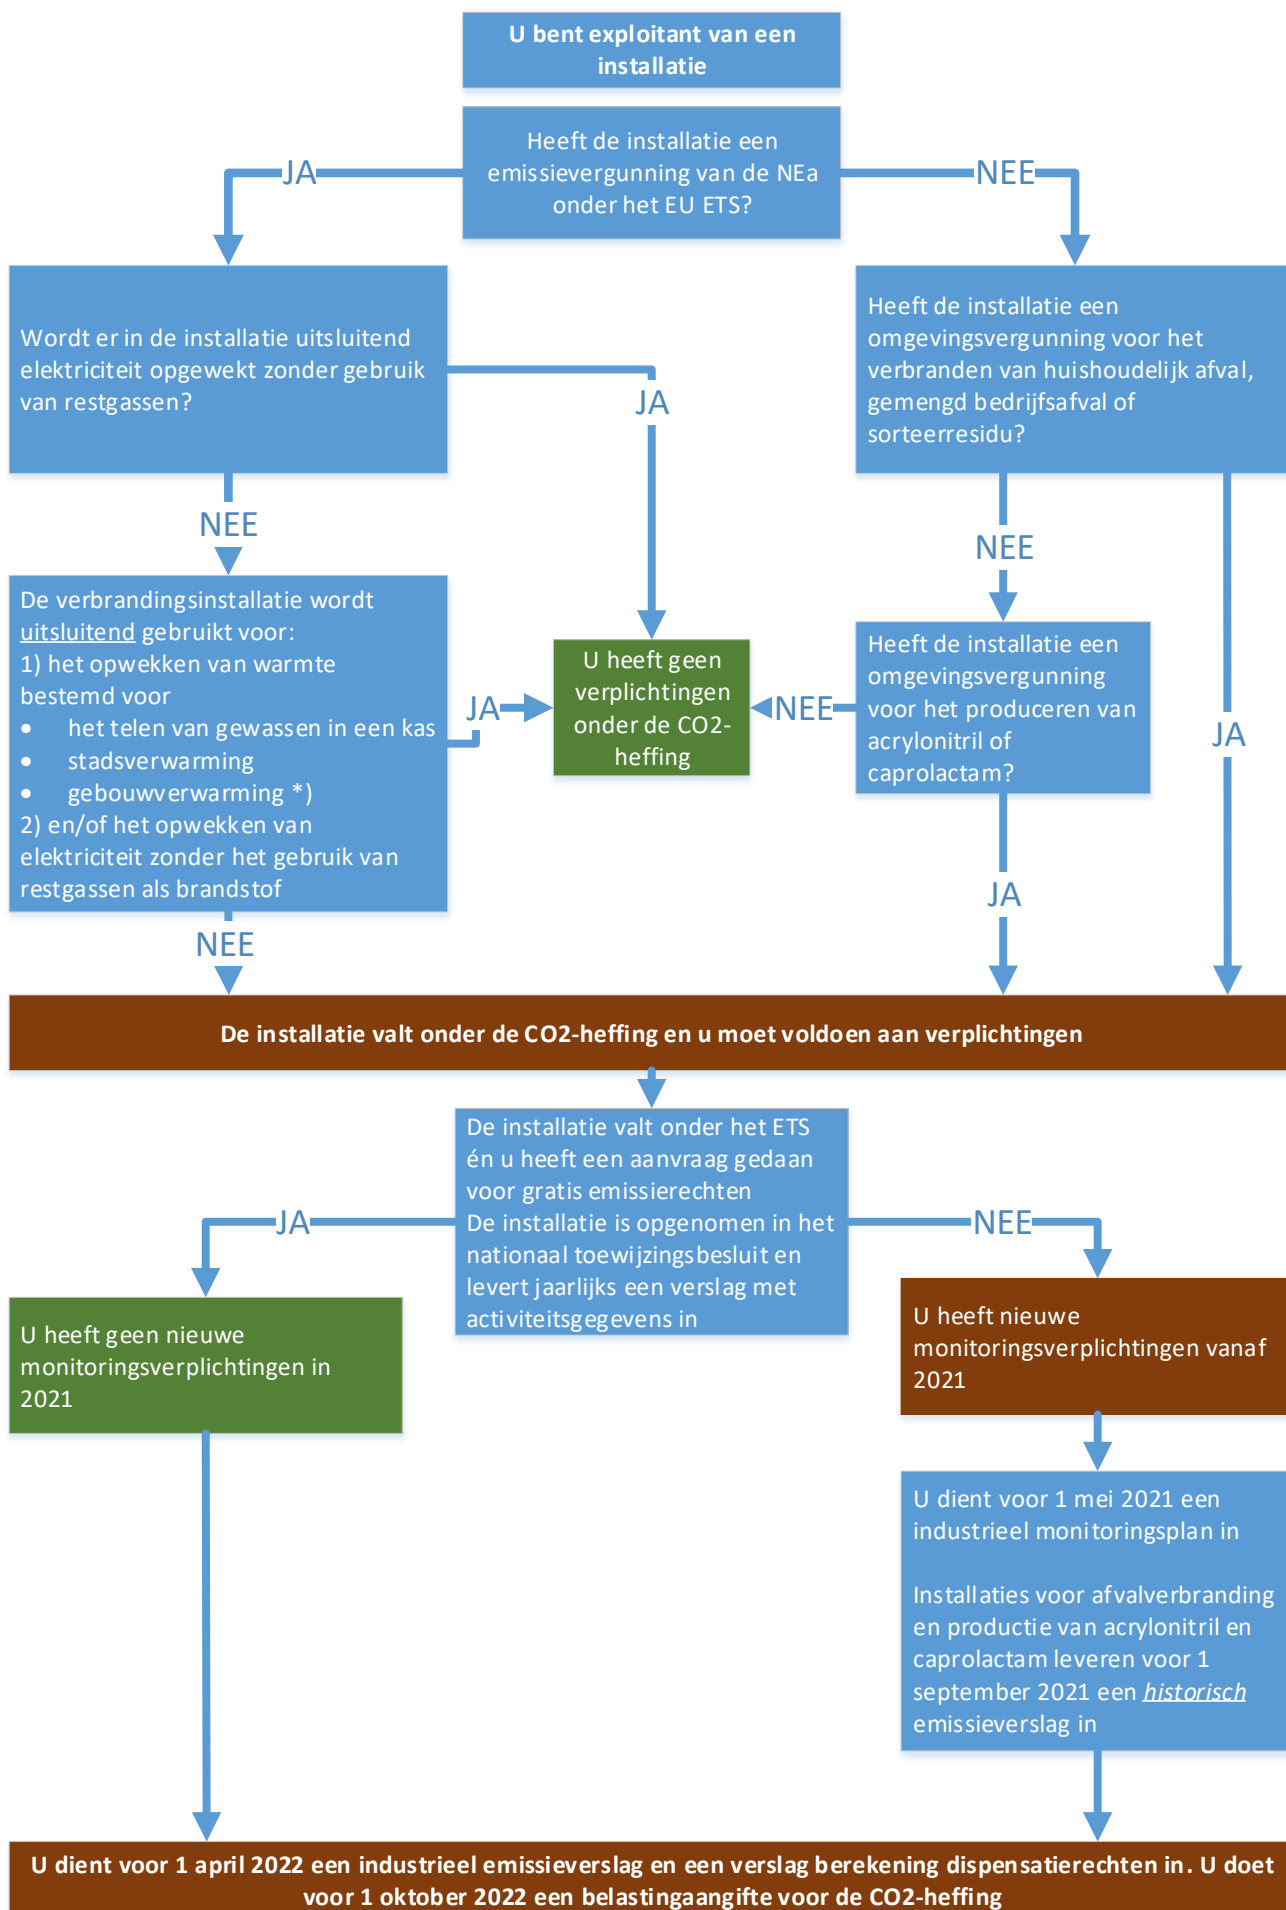 U bent exploitant van een
installatie
Heeft de installatie een
emissievergunning van de NEa
onder het EU ETS?
JA
NEE
Wordt er in de installatie uitsluitend
elektriciteit opgewekt zonder gebruik
van restgassen?
Heeft de installatie een
omgevingsvergunning voor het
verbranden van huishoudelijk afval,
gemengd bedrijfsafval of
sorteerresidu?
JA
NEE
NEE
De verbrandingsinstallatie wordt
uitsluitend gebruikt voor:
1) het opwekken van warmte
bestemd voor
• het telen van gewassen in een kas
• stadsverwarming
• gebouwverwarming *)
2) en/of het opwekken van
elektriciteit zonder het gebruik van
restgassen als brandstof
JA
U heeft geen
verplichtingen
onder de CO2-
heffing
NEE
Heeft de installatie een
omgevingsvergunning
voor het produceren van
acrylonitril of
caprolactam?
JA
JA
NEE
De installatie valt onder de CO2-heffing en u moet voldoen aan verplichtingen
De installatie valt onder het ETS
én u heeft een aanvraag gedaan
voor gratis emissierechten
De installatie is opgenomen in het
nationaal toewijzingsbesluit en
levert jaarlijks een verslag met
activiteitsgegevens in
JA
NEE
U heeft geen nieuwe
monitoringsverplichtingen in
2021
U heeft nieuwe
monitoringsverplichtingen vanaf
2021
U dient voor 1 mei 2021 een
industrieel monitoringsplan in
Installaties voor afvalverbranding
en productie van acrylonitril en
caprolactam leveren voor 1
september 2021 een historisch
emissieverslag in
U dient voor 1 april 2022 een industrieel emissieverslag en een verslag berekening dispensatierechten in. U doet
voor 1 oktober 2022 een belastingaangifte voor de CO2-heffing